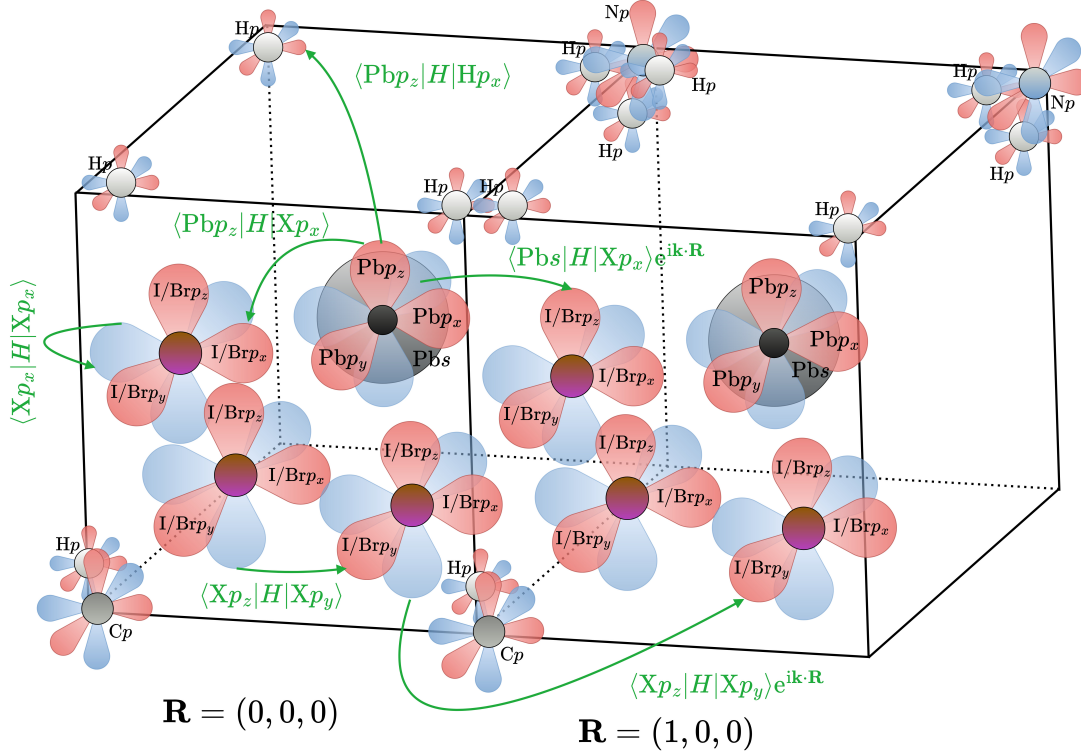 Np
Hp
Hp
⟨Pbp_z|H|Hp_x⟩
Hp
Hp
Np
Hp
Hp
Hp
Hp
Hp
Hp
Hp
⟨Pbp_z|H|Xp_x⟩
⟨Pbs|H|Xp_x⟩e^{ik·R}
Pbp_z
Pbp_x
Pbp_y
Pbs
Pbp_z
Pbp_x
Pbp_y
Pbs
⟨Xp_x|H|Xp_x⟩
I/Brp_z
I/Brp_x
I/Brp_y
I/Brp_z
I/Brp_x
I/Brp_y
I/Brp_z
I/Brp_x
I/Brp_y
I/Brp_z
I/Brp_x
I/Brp_y
I/Brp_z
I/Brp_x
I/Brp_y
I/Brp_z
I/Brp_x
I/Brp_y
Hp
Cp
Hp
Cp
⟨Xp_z|H|Xp_y⟩
⟨Xp_z|H|Xp_y⟩e^{ik·R}
R = (0, 0, 0)
R = (1, 0, 0)